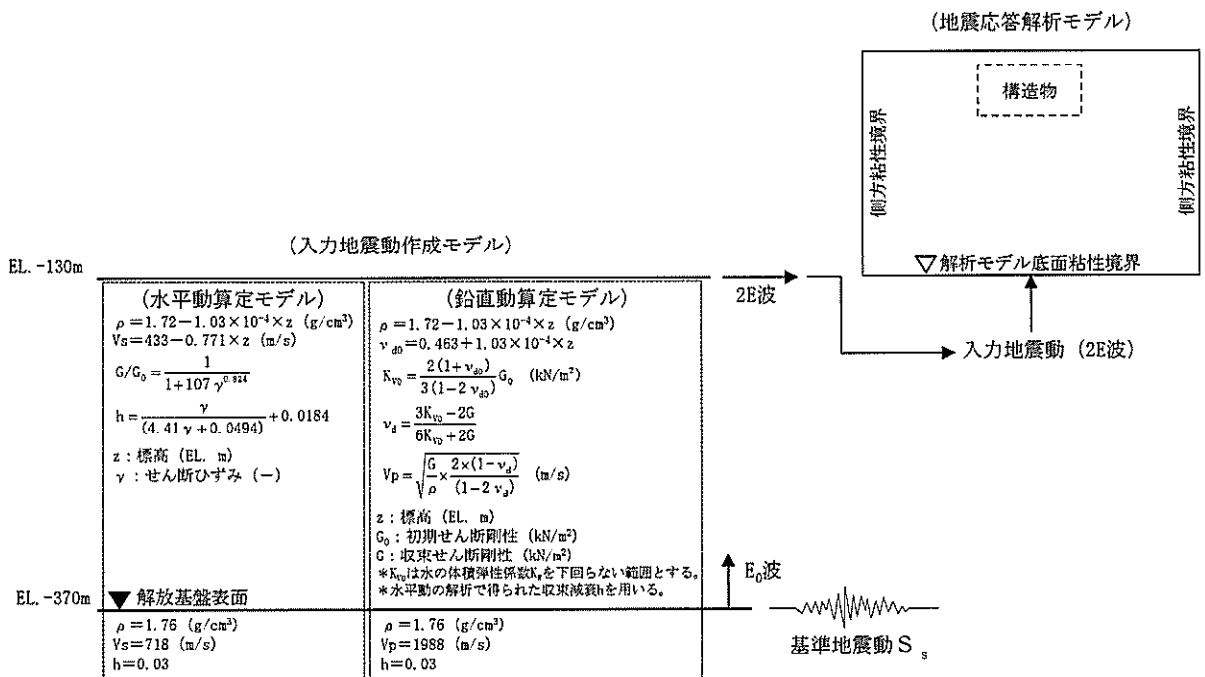 (地震応答解析モデル)
構造物
側方粘性境界
側方粘性境界
▽解析モデル底面粘性境界
(入力地震動作成モデル)
EL.-130m
2E波
入力地震動 (2E波)
(水平動算定モデル)
ρ=1.72-1.03×10⁻⁴×z (g/cm³)
Vs=433-0.771×z (m/s)
G/G₀=1/(1+107γ^0.824)
h=γ/(4.41γ+0.0494)+0.0184
z:標高 (EL. m)
γ:せん断ひずみ (-)
(鉛直動算定モデル)
ρ=1.72-1.03×10⁻⁴×z (g/cm³)
ν_d0=0.463+1.03×10⁻⁴×z
K_V0=2(1+ν_d0)/3(1-2ν_d0) G₀ (kN/m²)
ν_d=(3K_V0-2G)/(6K_V0+2G)
Vp=√(G/ρ×2×(1-ν_d)/(1-2ν_d)) (m/s)
z:標高 (EL. m)
G₀:初期せん断剛性 (kN/m²)
G:収束せん断剛性 (kN/m²)
*K_V0は水の体積弾性係数K_Wを下回らない範囲とする。
*水平動の解析で得られた収束減衰hを用いる。
E₀波
EL.-370m
▼解放基盤表面
基準地震動Sₛ
ρ=1.76 (g/cm³)
Vs=718 (m/s)
h=0.03
ρ=1.76 (g/cm³)
Vp=1988 (m/s)
h=0.03